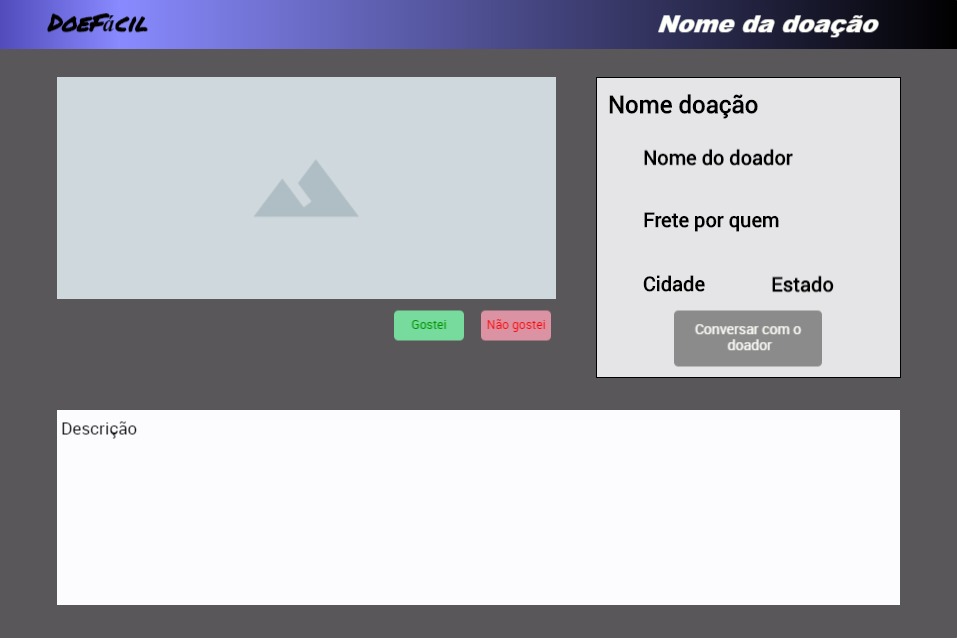 DoeFácil
Nome da doação
Nome doação
Nome do doador
Frete por quem
Cidade
Estado
Gostei
Não gostei
Conversar com o
doador
Descrição